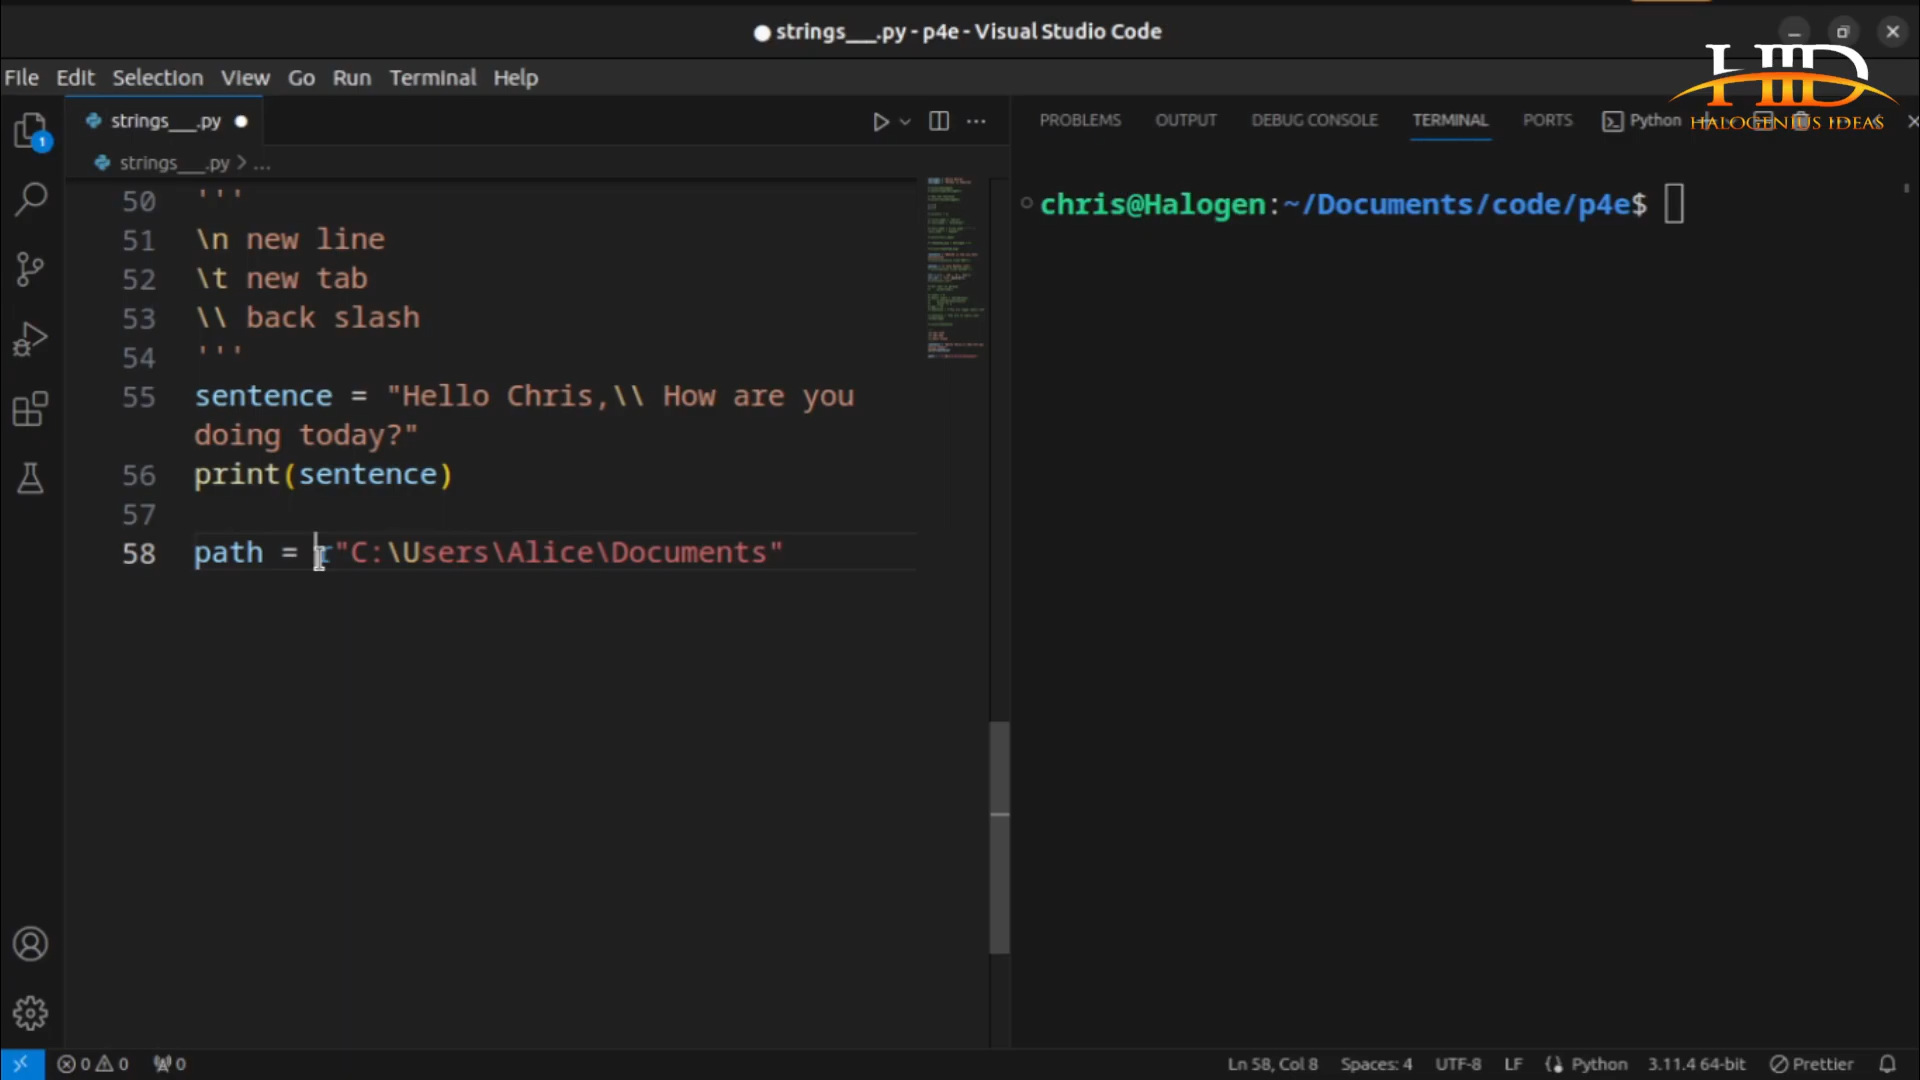 strings___.py - p4e - Visual Studio Code
File Edit Selection View Go Run Terminal Help
HID
HALOGENIUS IDEAS
1
strings___.py
PROBLEMS OUTPUT DEBUG CONSOLE TERMINAL PORTS Python
strings___.py > ...
50 '''
51 \n new line
52 \t new tab
53 \\ back slash
54 '''
55 sentence = "Hello Chris,\\ How are you
doing today?"
56 print(sentence)
57
58 path = r"C:\Users\Alice\Documents"
chris@Halogen:~/Documents/code/p4e$
0 0 0 Ln 58, Col 8 Spaces: 4 UTF-8 LF Python 3.11.4 64-bit Prettier